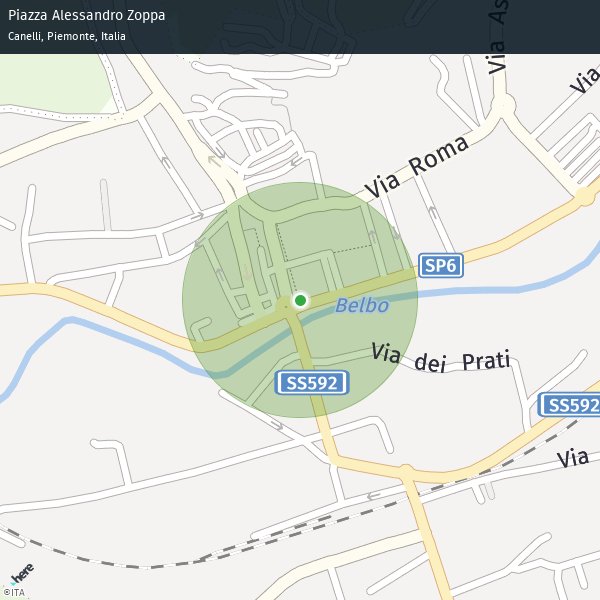 Piazza Alessandro Zoppa
Canelli, Piemonte, Italia
Via As
Via
Via Roma
SP6
Belbo
Via dei Prati
SS592
SS592
Via
here
©ITA